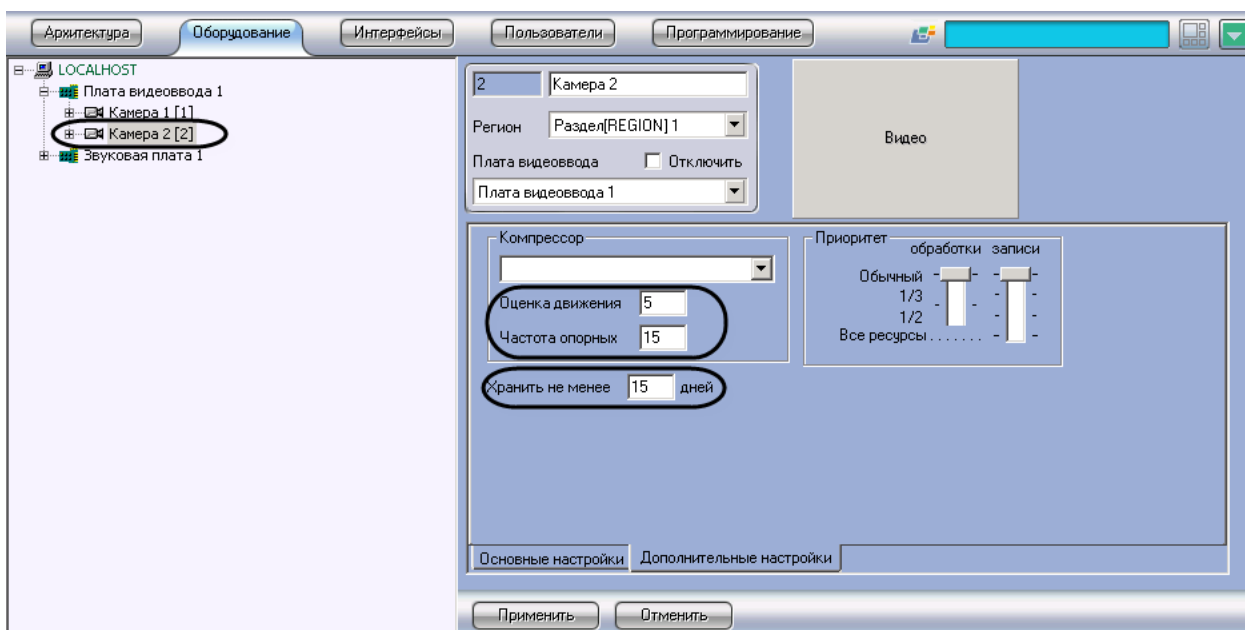 Архитектура Оборудование Интерфейсы Пользователи Программирование
LOCALHOST
Плата видеоввода 1
Камера 1 [1]
Камера 2 [2]
Звуковая плата 1
2 Камера 2
Регион Раздел[REGION] 1
Плата видеоввода Отключить
Плата видеоввода 1
Видео
Компрессор
Оценка движения 5
Частота опорных 15
Хранить не менее 15 дней
Приоритет
обработки записи
Обычный
1/3
1/2
Все ресурсы . . . . . . .
Основные настройки Дополнительные настройки
Применить Отменить